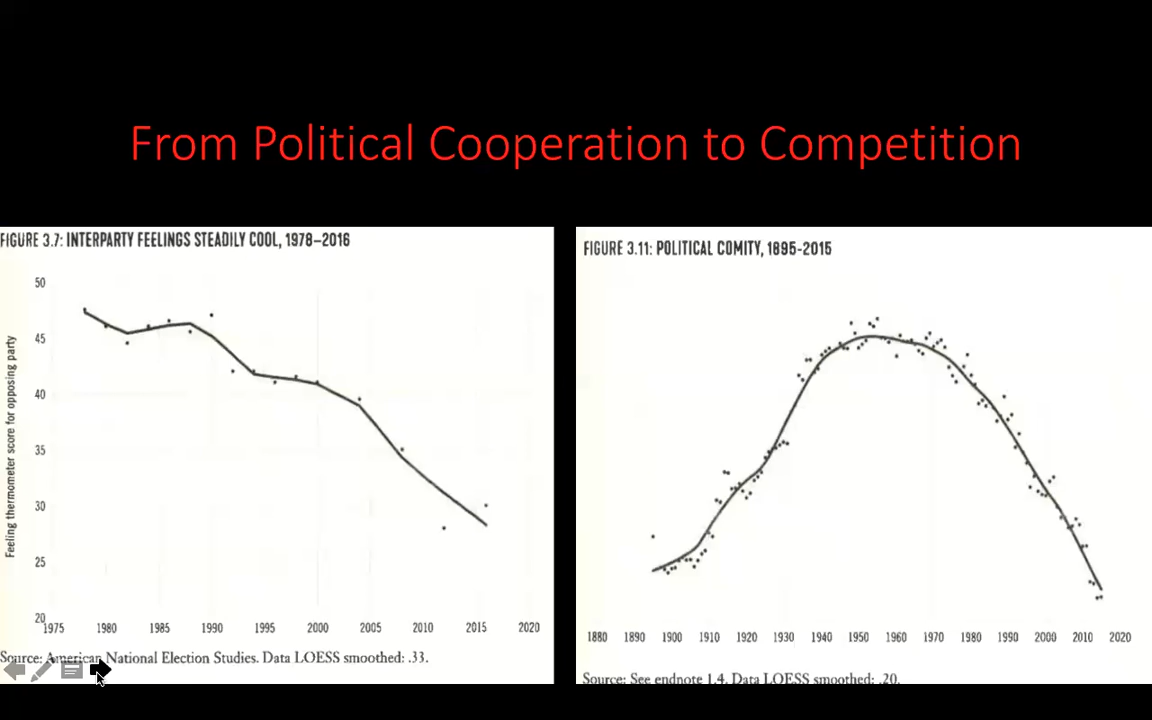 From Political Cooperation to Competition
FIGURE 3.7: INTERPARTY FEELINGS STEADILY COOL, 1978–2016
Feeling thermometer score for opposing party
50
45
40
35
30
25
20
1975 1980 1985 1990 1995 2000 2005 2010 2015 2020
Source: American National Election Studies. Data LOESS smoothed: .33.
FIGURE 3.11: POLITICAL COMITY, 1895-2015
1880 1890 1900 1910 1920 1930 1940 1950 1960 1970 1980 1990 2000 2010 2020
Source: See endnote 1.4. Data LOESS smoothed: .20.